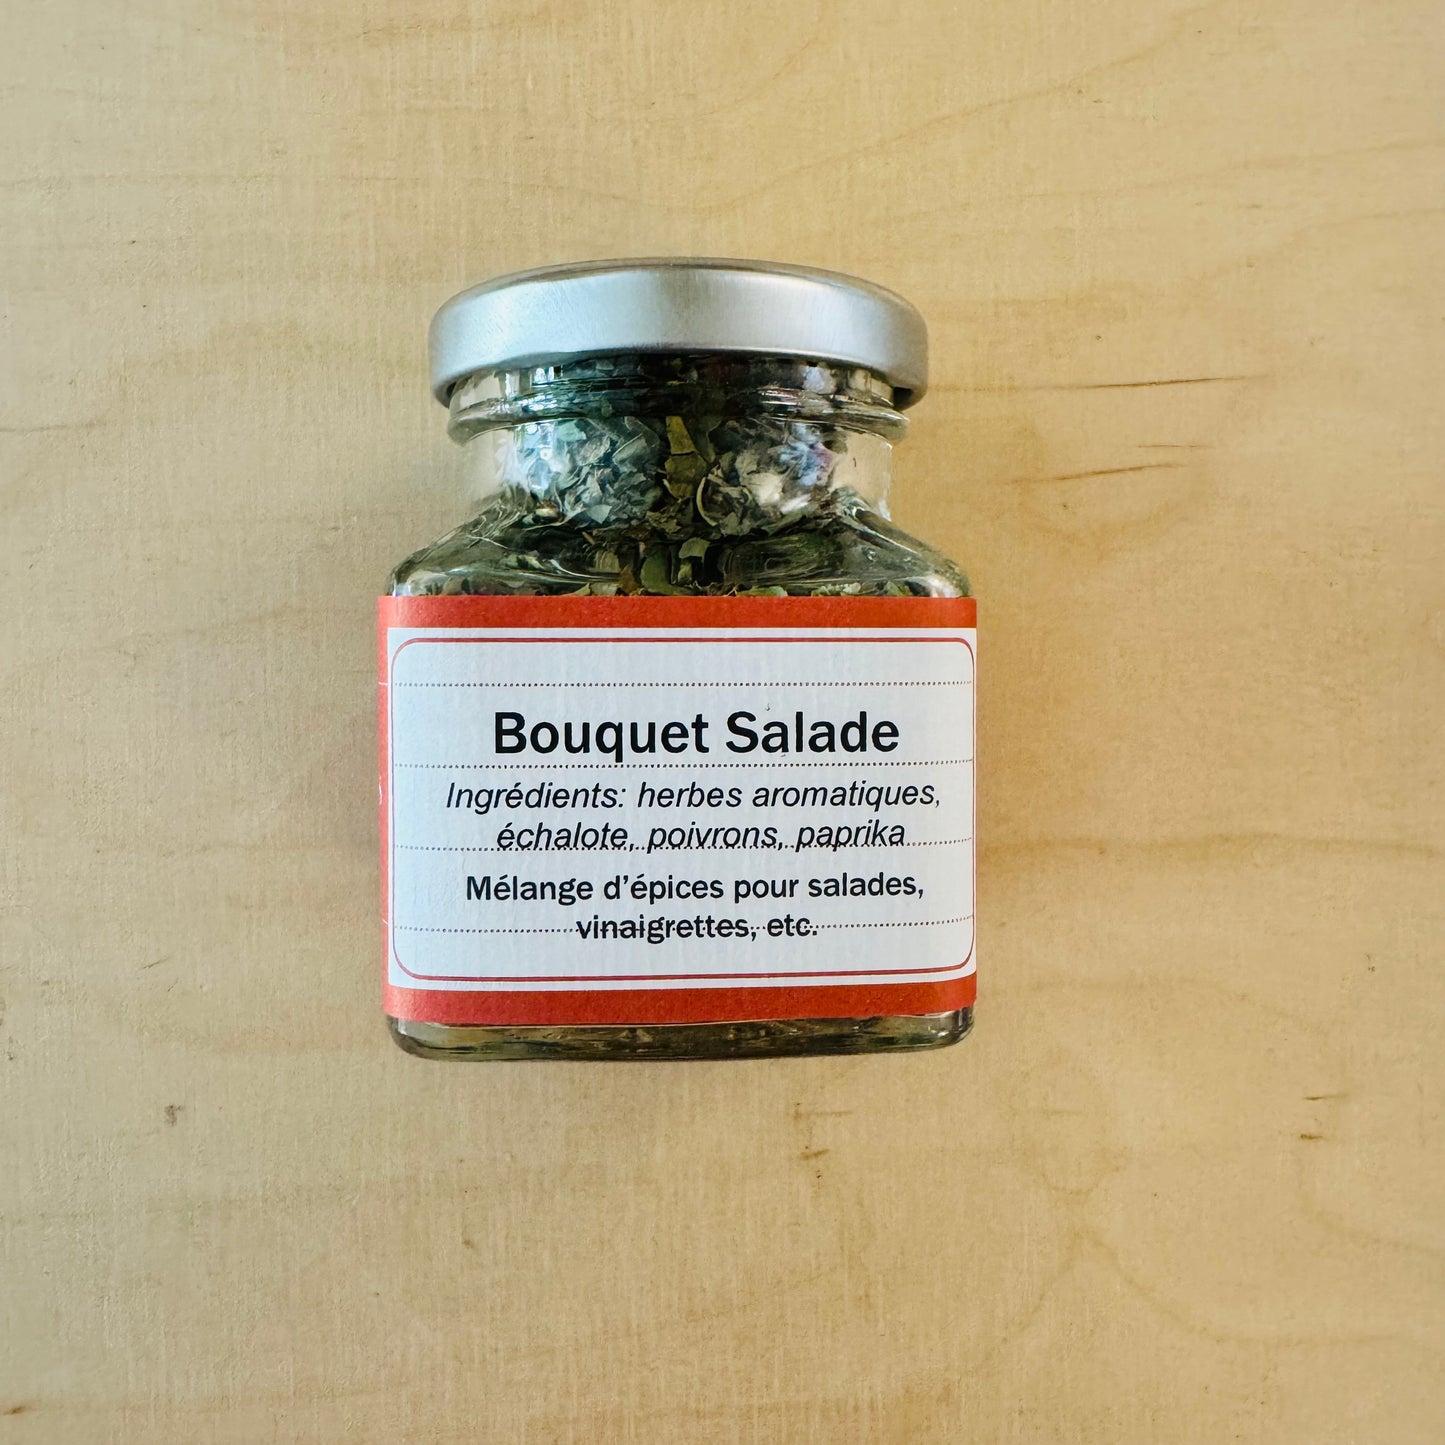 Bouquet Salade
Ingrédients: herbes aromatiques,
échalote, poivrons, paprika
Mélange d’épices pour salades,
vinaigrettes, etc.